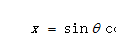 x = sin θ